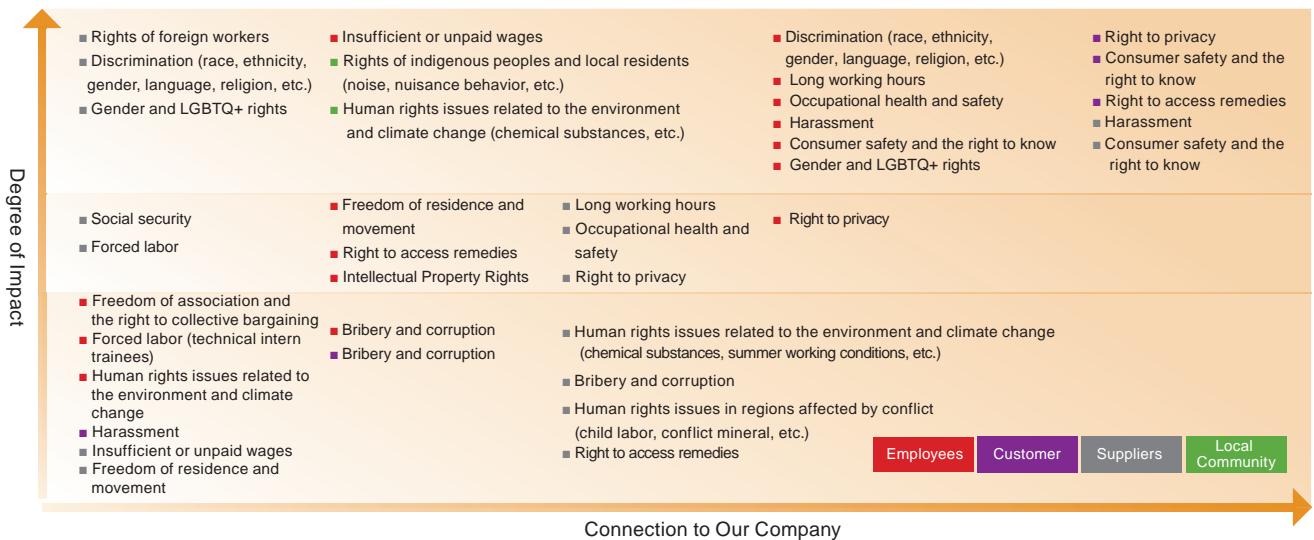 Degree of Impact
Rights of foreign workers
Discrimination (race, ethnicity,
gender, language, religion, etc.)
Gender and LGBTQ+ rights
Insufficient or unpaid wages
Rights of indigenous peoples and local residents
(noise, nuisance behavior, etc.)
Human rights issues related to the environment
and climate change (chemical substances, etc.)
Discrimination (race, ethnicity,
gender, language, religion, etc.)
Long working hours
Occupational health and safety
Harassment
Consumer safety and the right to know
Gender and LGBTQ+ rights
Right to privacy
Consumer safety and the
right to know
Right to access remedies
Harassment
Consumer safety and the
right to know
Social security
Forced labor
Freedom of residence and
movement
Right to access remedies
Intellectual Property Rights
Long working hours
Occupational health and
safety
Right to privacy
Right to privacy
Freedom of association and
the right to collective bargaining
Forced labor (technical intern
trainees)
Human rights issues related to
the environment and climate
change
Harassment
Insufficient or unpaid wages
Freedom of residence and
movement
Bribery and corruption
Bribery and corruption
Human rights issues related to the environment and climate change
(chemical substances, summer working conditions, etc.)
Bribery and corruption
Human rights issues in regions affected by conflict
(child labor, conflict mineral, etc.)
Right to access remedies
Employees
Customer
Suppliers
Local
Community
Connection to Our Company